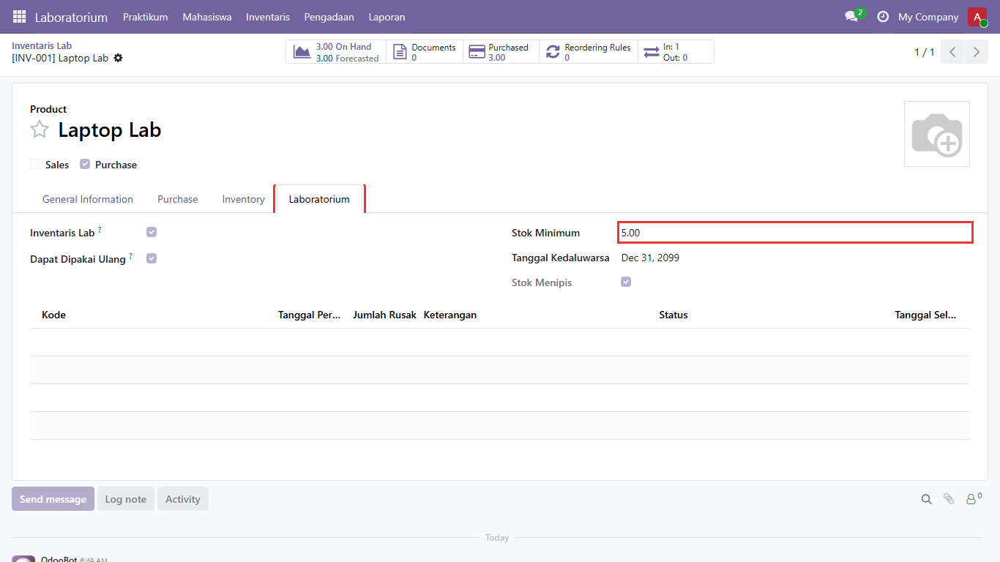 Laboratorium Praktikum Mahasiswa Inventaris Pengadaan Laporan 2 My Company A
Inventaris Lab
[INV-001] Laptop Lab
3.00 On Hand
3.00 Forecasted
Documents
0
Purchased
3.00
Reordering Rules
0
In: 1
Out: 0
1 / 1
Product
Laptop Lab
Sales Purchase
General Information Purchase Inventory Laboratorium
Inventaris Lab ?
Dapat Dipakai Ulang ?
Stok Minimum 5.00
Tanggal Kedaluwarsa Dec 31, 2099
Stok Menipis
Kode Tanggal Per... Jumlah Rusak Keterangan Status Tanggal Sel...
Send message Log note Activity 0
Today
OdooBot 6:49 AM